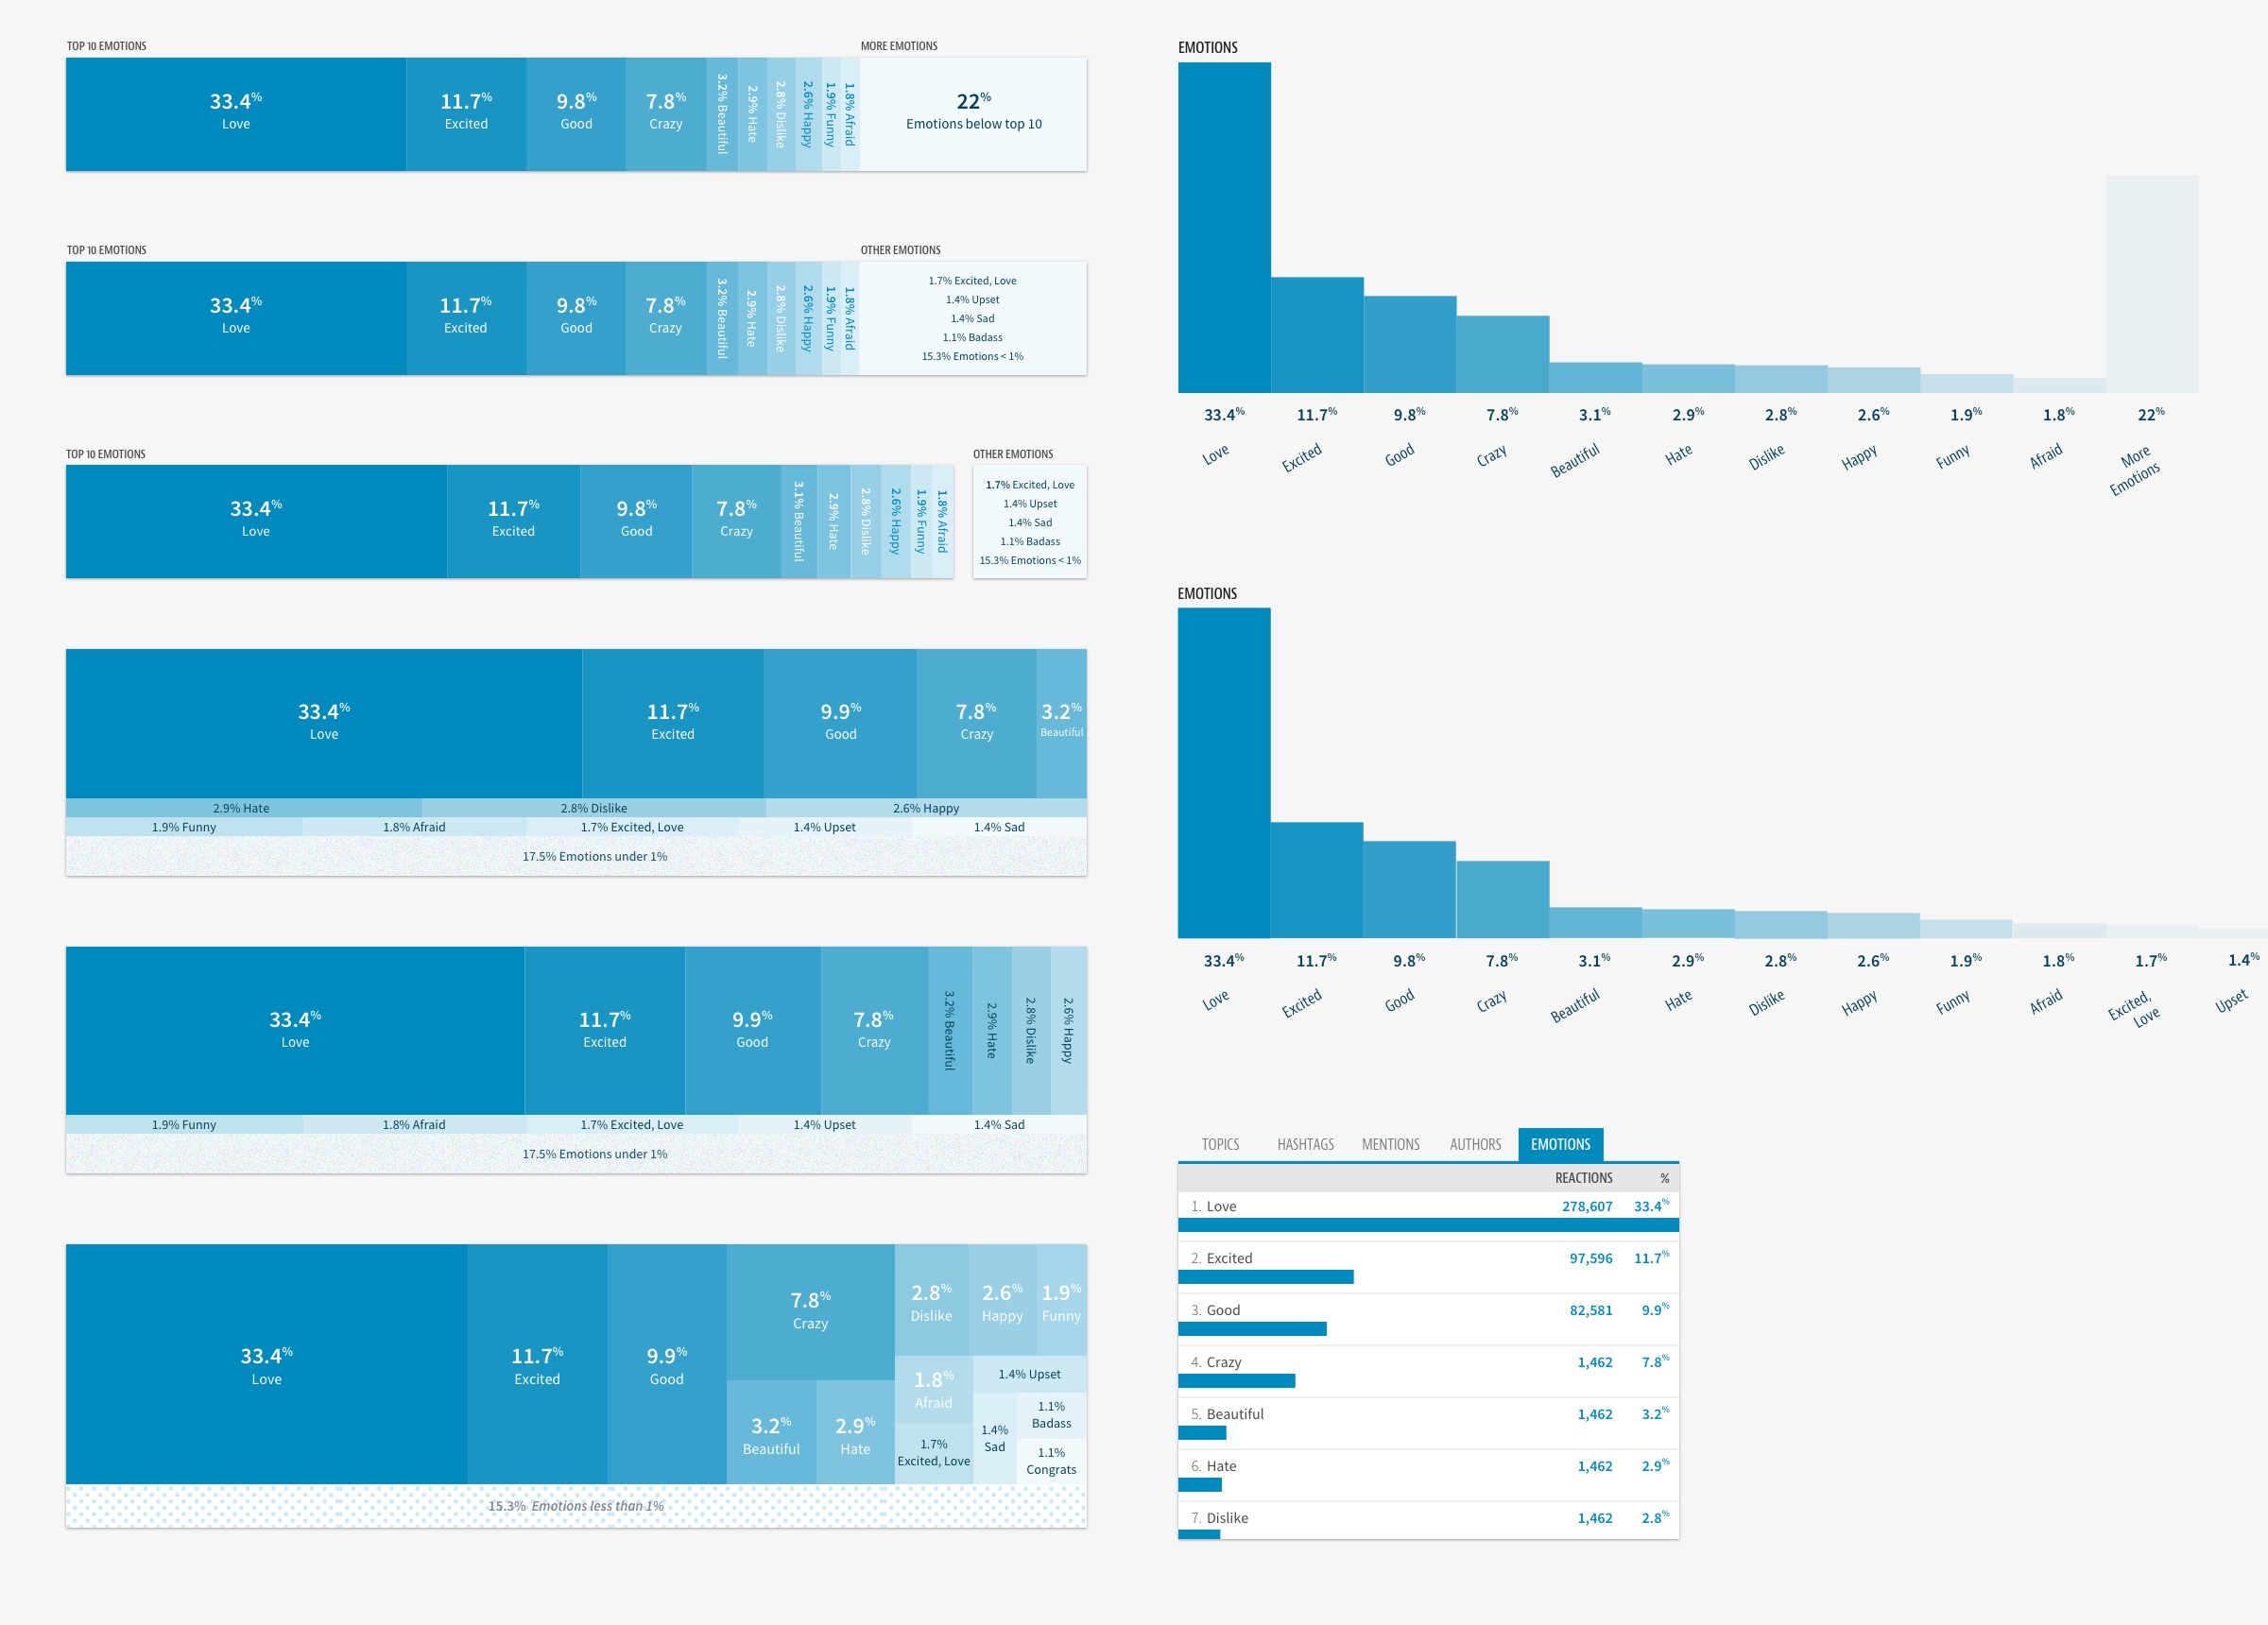 TOP 10 EMOTIONS
MORE EMOTIONS
33.4%
Love
11.7%
Excited
9.8%
Good
7.8%
Crazy
3.2% Beautiful
2.9% Hate
2.8% Dislike
2.6% Happy
1.9% Funny
1.8% Afraid
22%
Emotions below top 10
TOP 10 EMOTIONS
OTHER EMOTIONS
33.4%
Love
11.7%
Excited
9.8%
Good
7.8%
Crazy
3.2% Beautiful
2.9% Hate
2.8% Dislike
2.6% Happy
1.9% Funny
1.8% Afraid
1.7% Excited, Love
1.4% Upset
1.4% Sad
1.1% Badass
15.3% Emotions < 1%
TOP 10 EMOTIONS
OTHER EMOTIONS
33.4%
Love
11.7%
Excited
9.8%
Good
7.8%
Crazy
3.1% Beautiful
2.9% Hate
2.8% Dislike
2.6% Happy
1.9% Funny
1.8% Afraid
1.7% Excited, Love
1.4% Upset
1.4% Sad
1.1% Badass
15.3% Emotions < 1%
33.4%
Love
11.7%
Excited
9.9%
Good
7.8%
Crazy
3.2%
Beautiful
2.9% Hate
2.8% Dislike
2.6% Happy
1.9% Funny
1.8% Afraid
1.7% Excited, Love
1.4% Upset
1.4% Sad
17.5% Emotions under 1%
33.4%
Love
11.7%
Excited
9.9%
Good
7.8%
Crazy
3.2% Beautiful
2.9% Hate
2.8% Dislike
2.6% Happy
1.9% Funny
1.8% Afraid
1.7% Excited, Love
1.4% Upset
1.4% Sad
17.5% Emotions under 1%
33.4%
Love
11.7%
Excited
9.9%
Good
7.8%
Crazy
3.2%
Beautiful
2.9%
Hate
2.8%
Dislike
2.6%
Happy
1.9%
Funny
1.8%
Afraid
1.7%
Excited, Love
1.4% Upset
1.4%
Sad
1.1%
Badass
1.1%
Congrats
15.3% Emotions less than 1%
EMOTIONS
33.4% 11.7% 9.8% 7.8% 3.1% 2.9% 2.8% 2.6% 1.9% 1.8% 22%
Love
Excited
Good
Crazy
Beautiful
Hate
Dislike
Happy
Funny
Afraid
More
Emotions
EMOTIONS
33.4% 11.7% 9.8% 7.8% 3.1% 2.9% 2.8% 2.6% 1.9% 1.8% 1.7% 1.4%
Love
Excited
Good
Crazy
Beautiful
Hate
Dislike
Happy
Funny
Afraid
Excited,
Love
Upset
TOPICS HASHTAGS MENTIONS AUTHORS EMOTIONS
REACTIONS %
1. Love 278,607 33.4%
2. Excited 97,596 11.7%
3. Good 82,581 9.9%
4. Crazy 1,462 7.8%
5. Beautiful 1,462 3.2%
6. Hate 1,462 2.9%
7. Dislike 1,462 2.8%